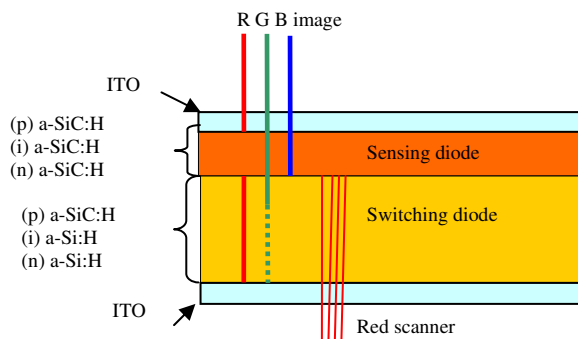 R G B image
ITO
(p) a-SiC:H
(i) a-SiC:H
(n) a-SiC:H
Sensing diode
(p) a-SiC:H
(i) a-Si:H
(n) a-Si:H
Switching diode
ITO
Red scanner